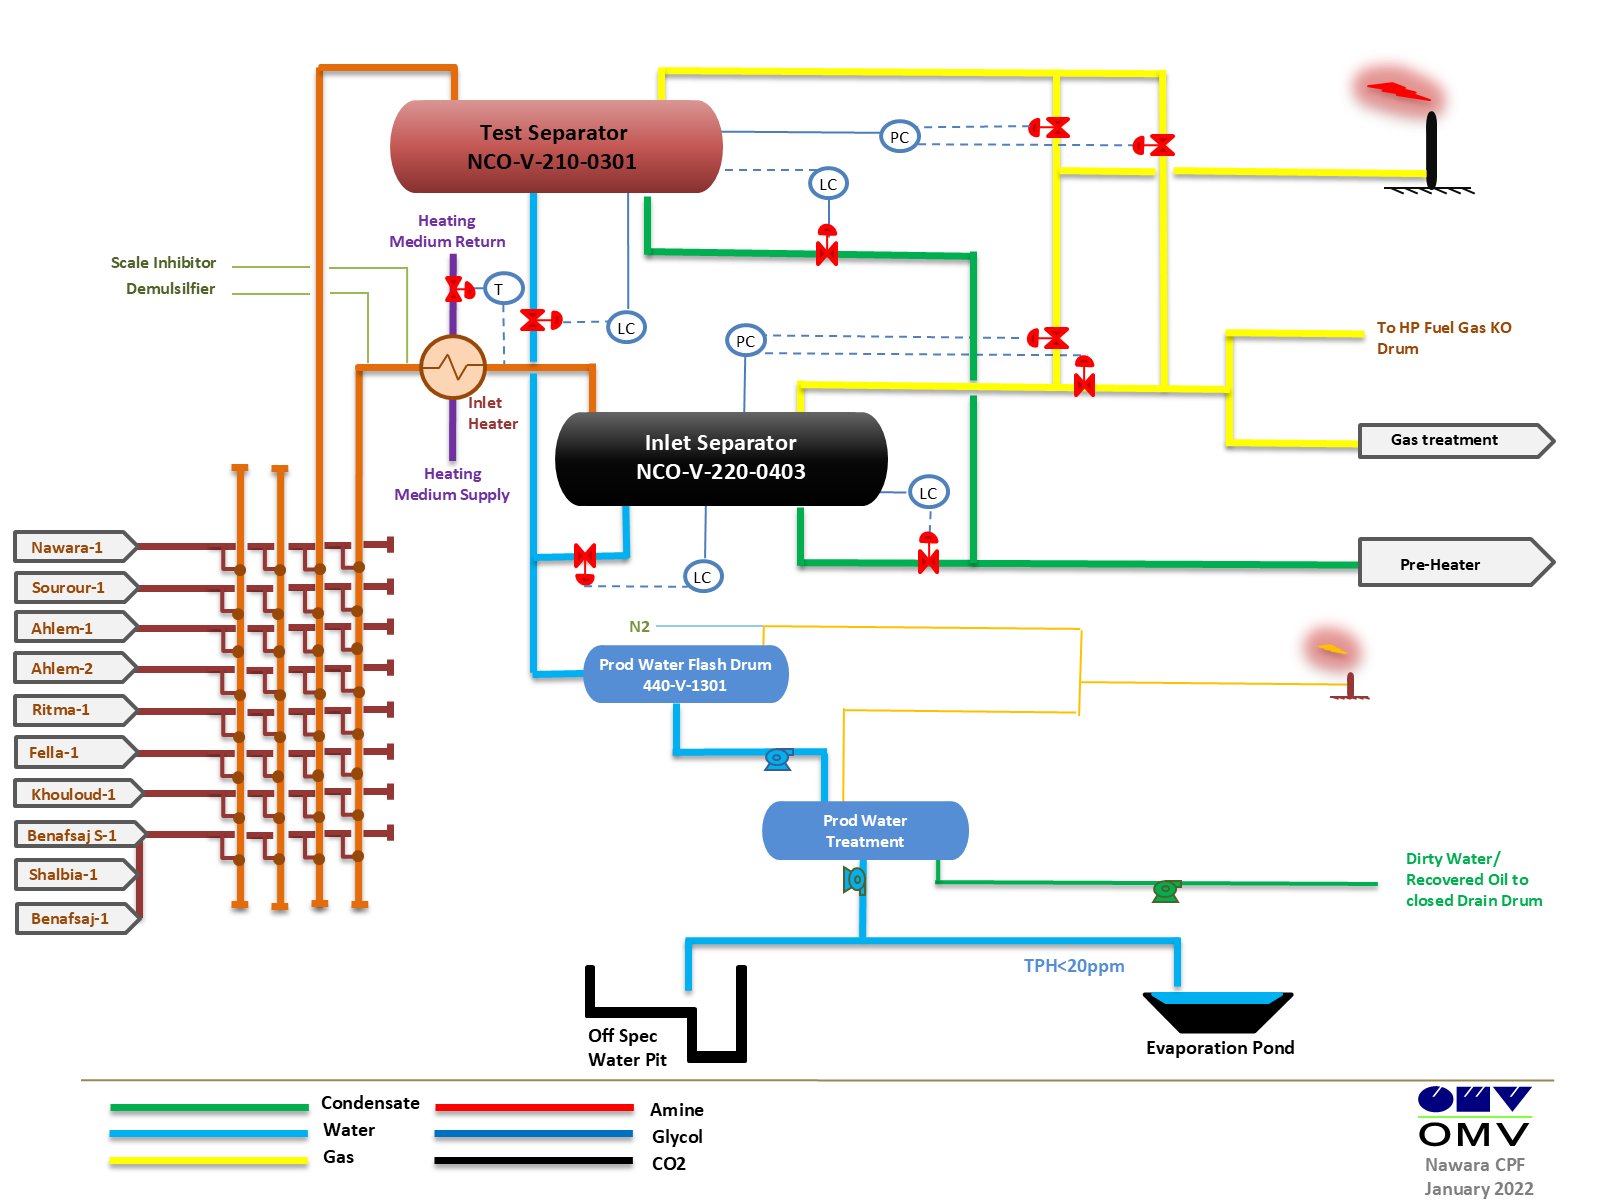 Test Separator
NCO-V-210-0301
PC
LC
Heating
Medium Return
Scale Inhibitor
Demulsilfier
T
LC
PC
To HP Fuel Gas KO
Drum
Inlet
Heater
Inlet Separator
NCO-V-220-0403
Gas treatment
Heating
Medium Supply
LC
Nawara-1
Pre-Heater
Sourour-1
LC
Ahlem-1
N2
Ahlem-2
Prod Water Flash Drum
440-V-1301
Ritma-1
Fella-1
Khouloud-1
Benafsaj S-1
Prod Water
Treatment
Shalbia-1
Dirty Water/
Recovered Oil to
closed Drain Drum
Benafsaj-1
TPH<20ppm
Off Spec
Water Pit
Evaporation Pond
Condensate
Water
Gas
Amine
Glycol
CO2
OMV
OMV
Nawara CPF
January 2022